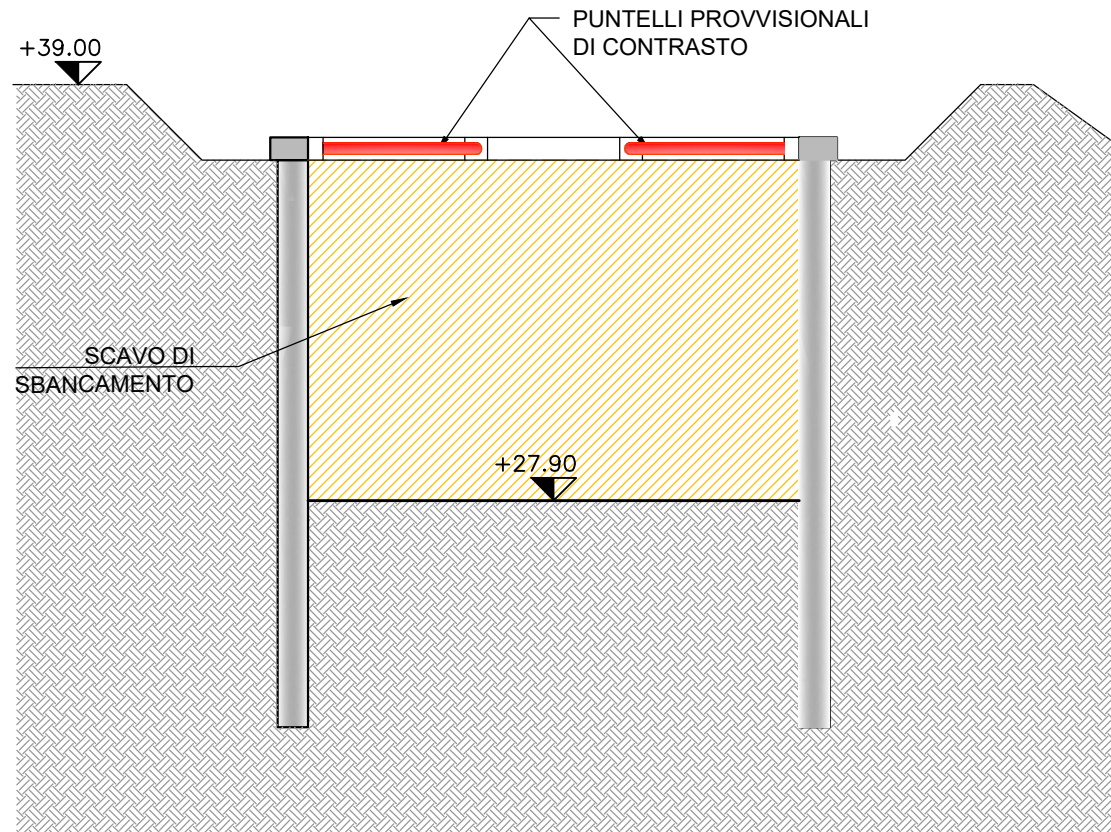 PUNTELLI PROVVISIONALI
DI CONTRASTO
+39.00
SCAVO DI
SBANCAMENTO
+27.90